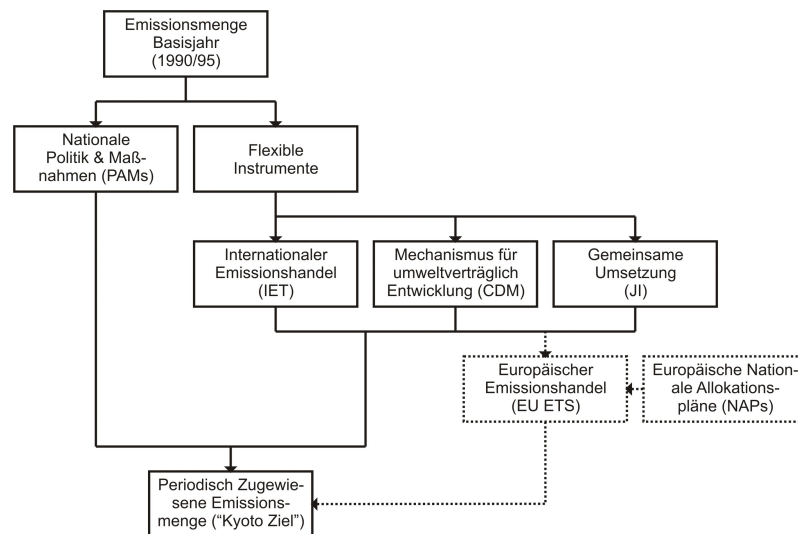 Emissionsmenge
Basisjahr
(1990/95)
Nationale
Politik & Maß-
nahmen (PAMs)
Flexible
Instrumente
Internationaler
Emissionshandel
(IET)
Mechanismus für
umweltverträglich
Entwicklung (CDM)
Gemeinsame
Umsetzung
(JI)
Europäischer
Emissionshandel
(EU ETS)
Europäische Nation-
ale Allokations-
pläne (NAPs)
Periodisch Zugewie-
sene Emissions-
menge (“Kyoto Ziel”)